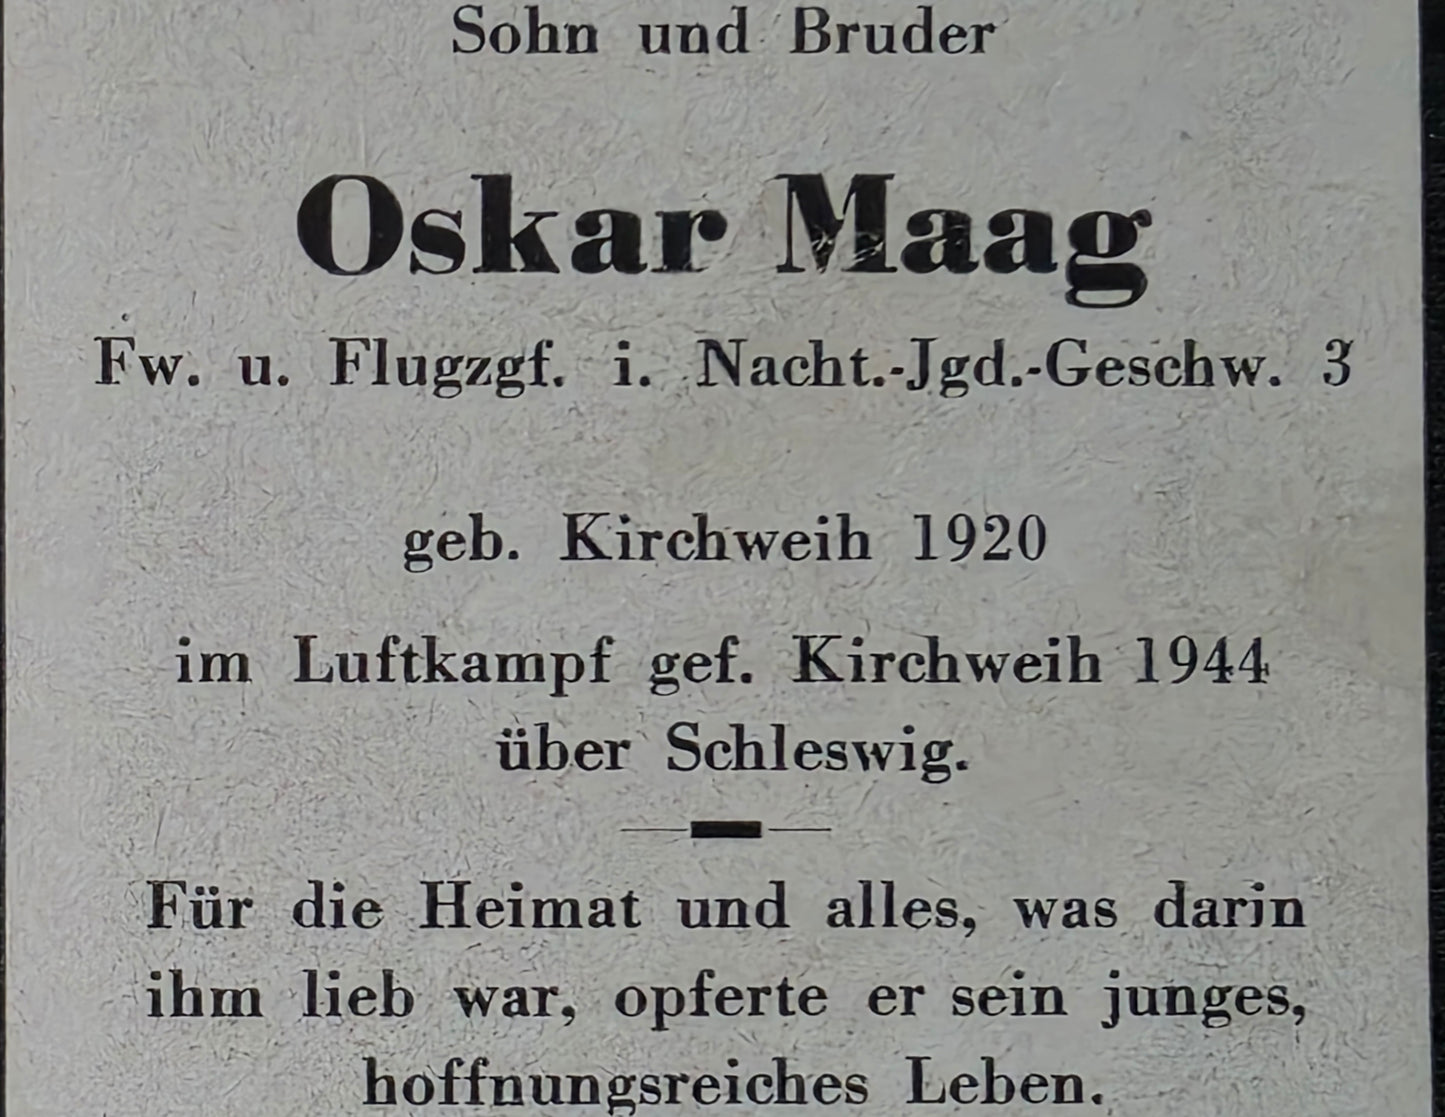 Sohn und Bruder
Oskar Maag
Fw. u. Flugzgf. i. Nacht.-Jgd.-Geschw. 3
geb. Kirchweih 1920
im Luftkampf gef. Kirchweih 1944
über Schleswig.
Für die Heimat und alles, was darin
ihm lieb war, opferte er sein junges,
hoffnungsreiches Leben.